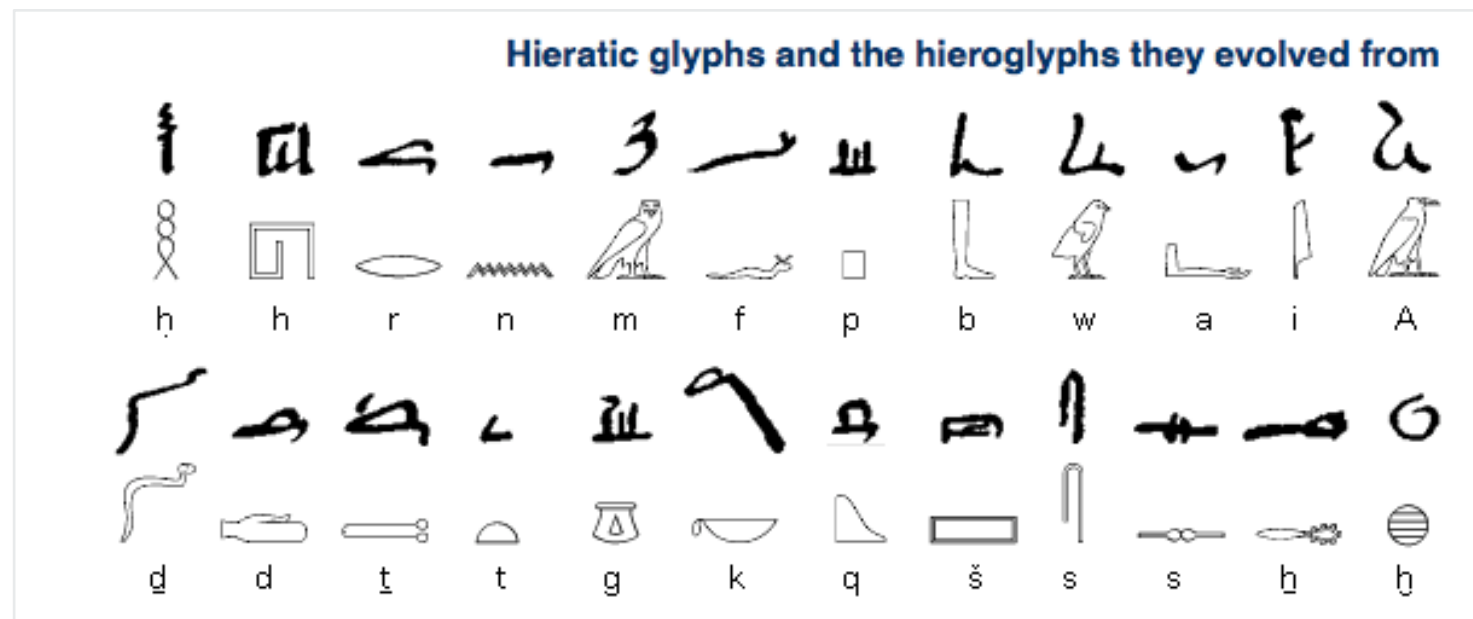 Hieratic glyphs and the hieroglyphs they evolved from
ḥ h r n m f p b w a i A
ḏ d ṯ t g k q š s s ẖ ḫ